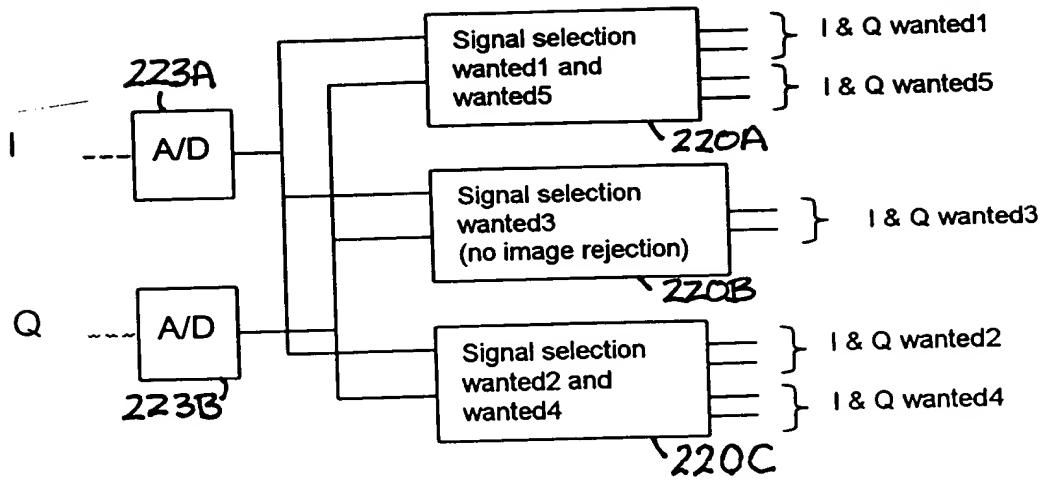 Signal selection
wanted1 and
wanted5
I & Q wanted1
I & Q wanted5
220A
223A
I
A/D
Signal selection
wanted3
(no image rejection)
I & Q wanted3
220B
Q
A/D
223B
Signal selection
wanted2 and
wanted4
I & Q wanted2
I & Q wanted4
220C